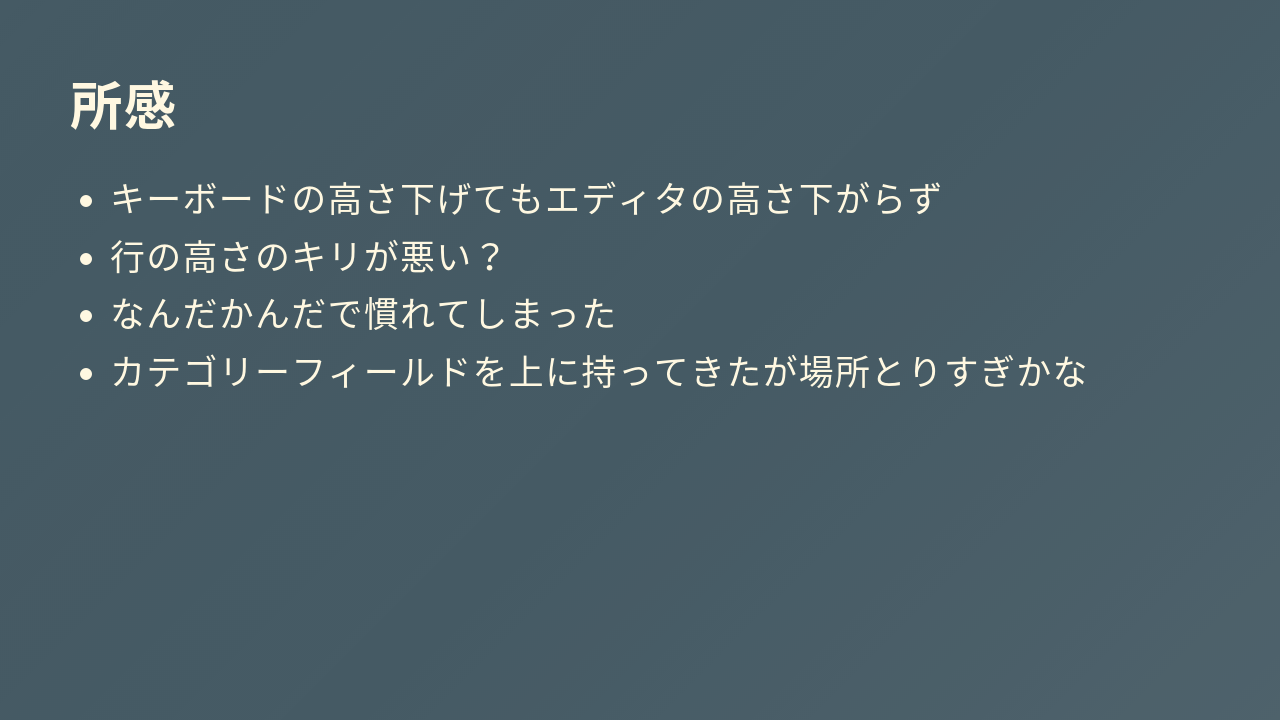 所感
キーボードの高さ下げてもエディタの高さ下がらず
行の高さのキリが悪い？
なんだかんだで慣れてしまった
カテゴリーフィールドを上に持ってきたが場所とりすぎかな